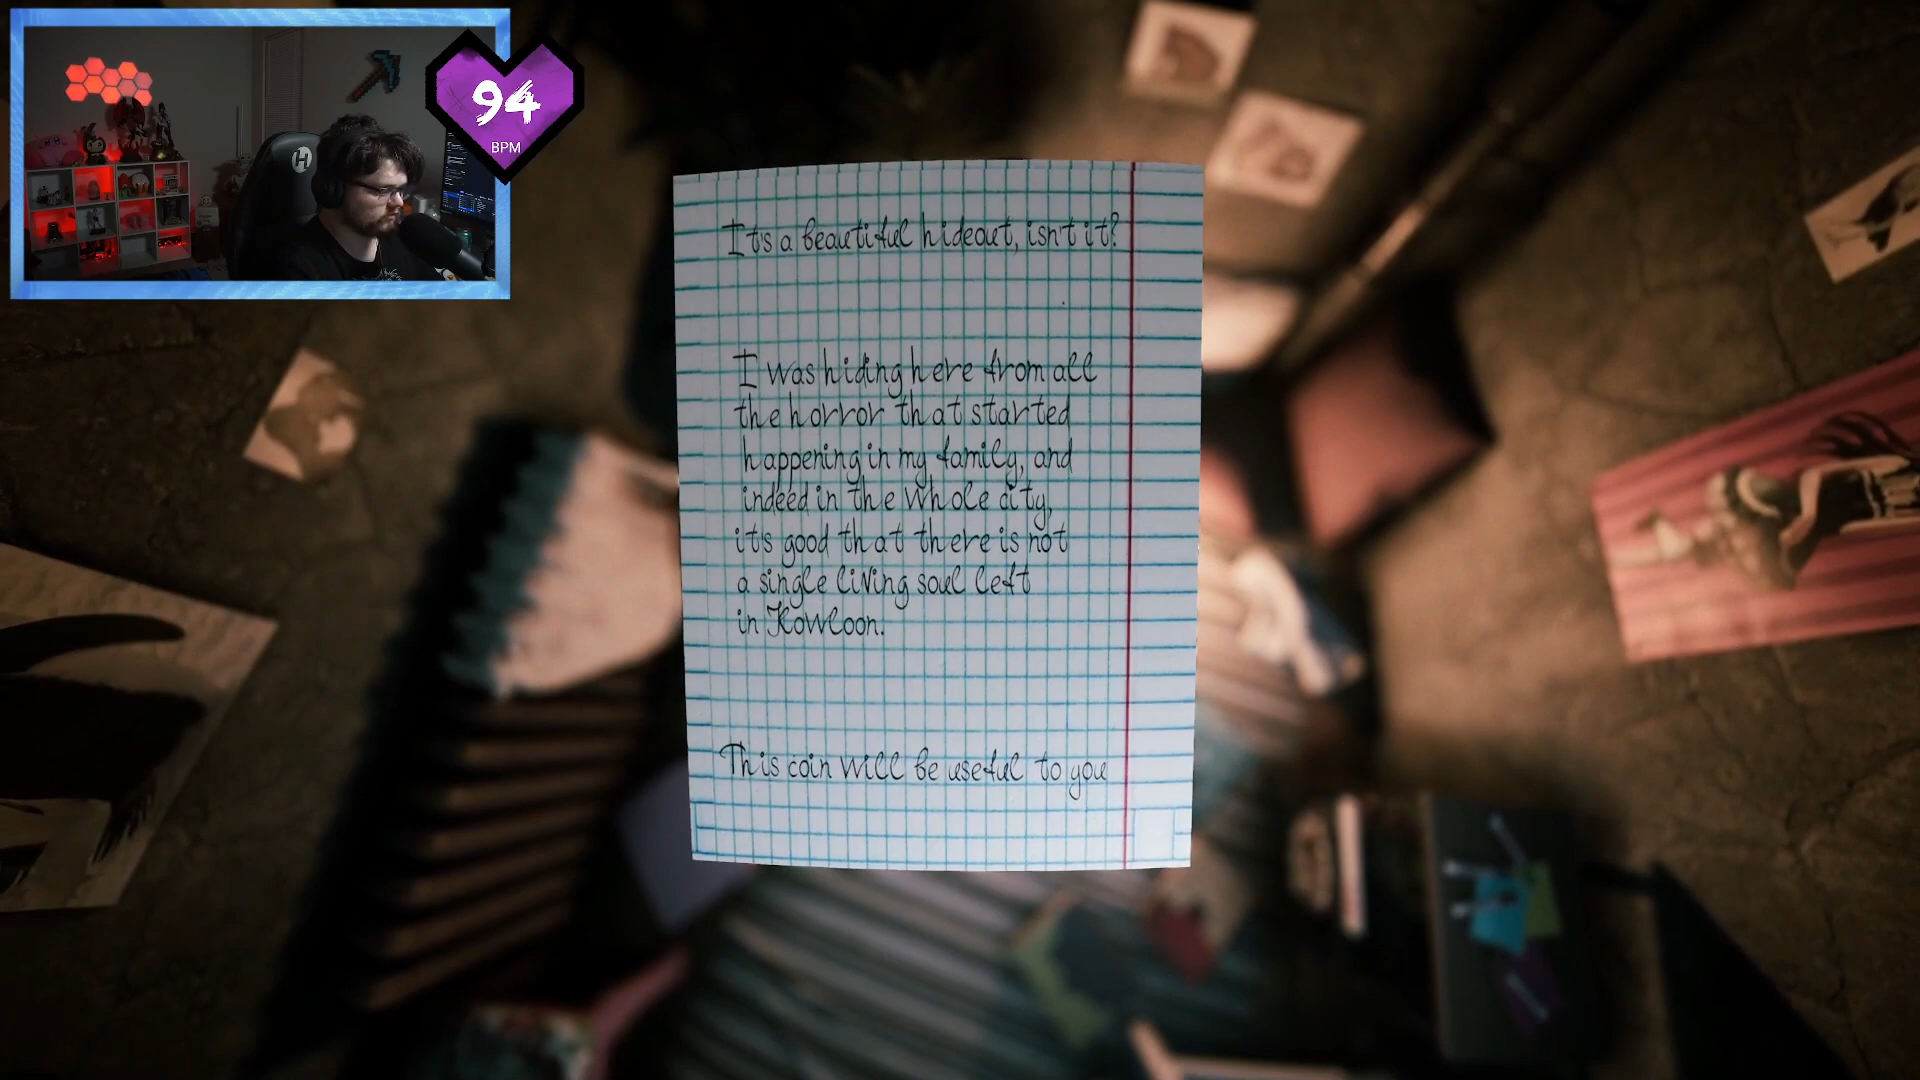 94
BPM
It's a beautiful hideout, isn't it?
I was hiding here from all
the horror that started
happening in my family, and
indeed in the whole city,
it's good that there is not
a single living soul left
in Kowloon.
This coin will be useful to you